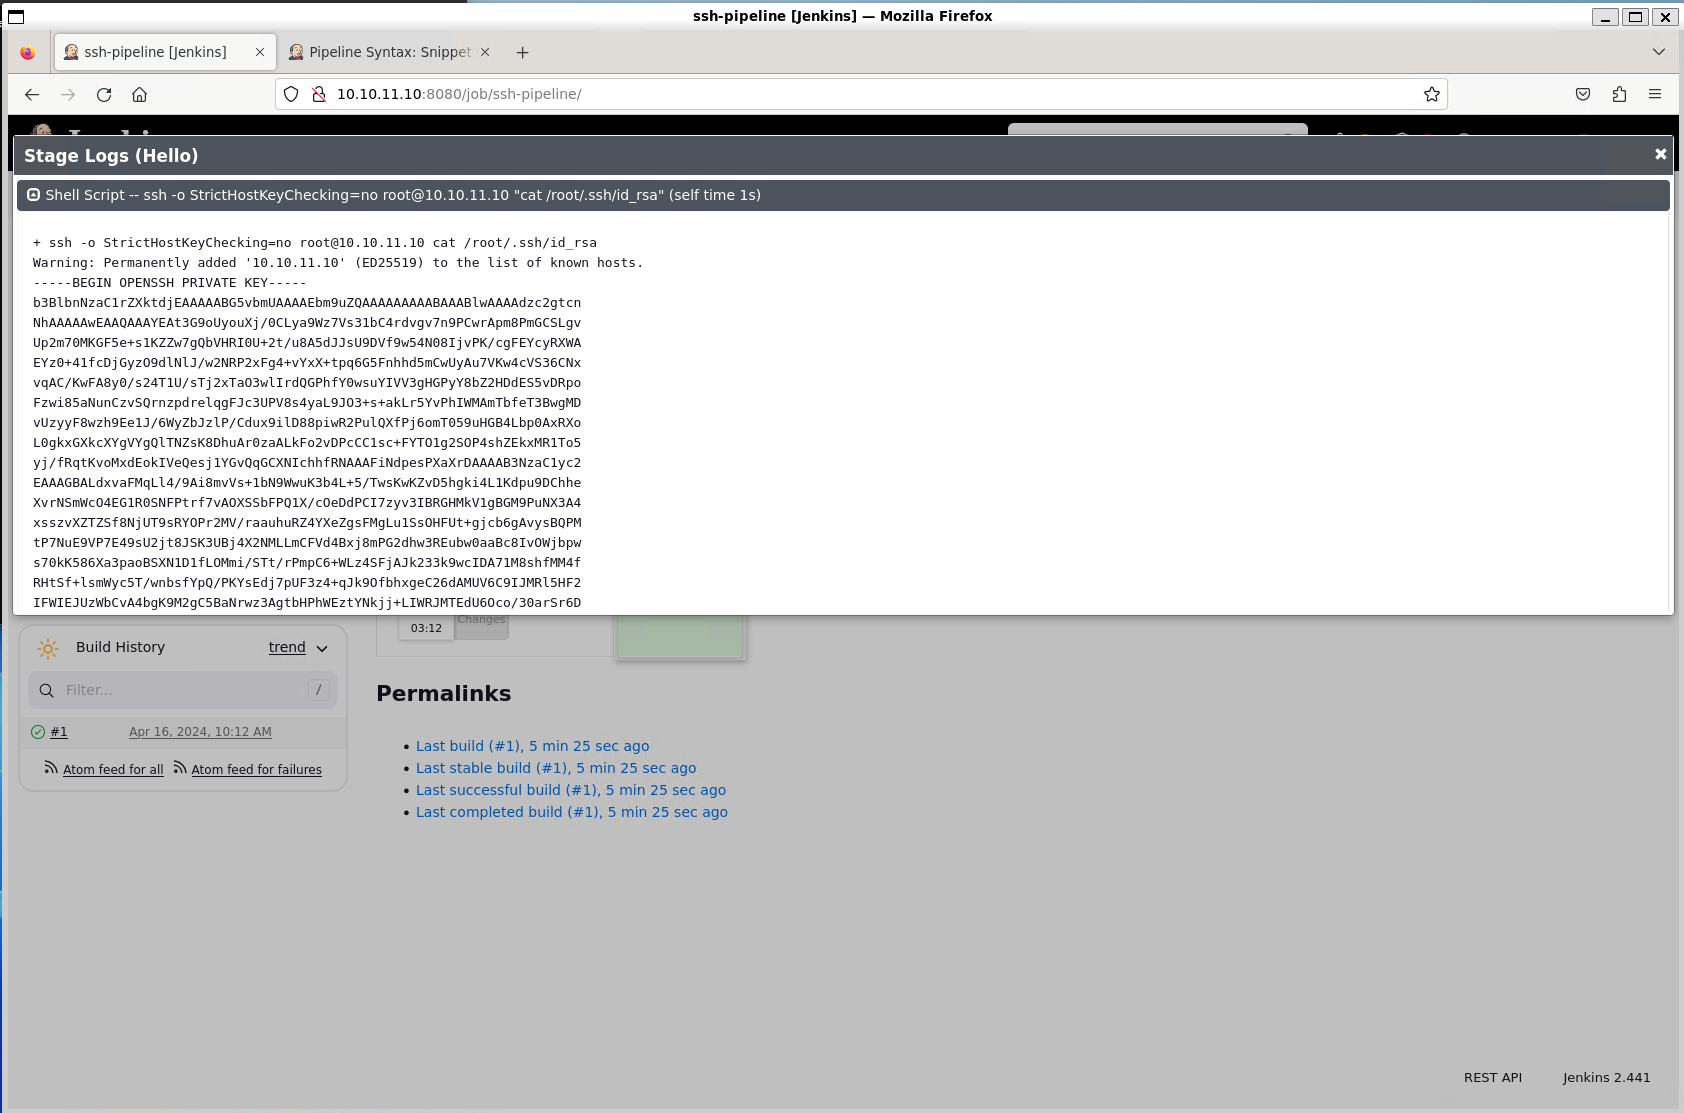 ssh-pipeline [Jenkins] — Mozilla Firefox
ssh-pipeline [Jenkins]
Pipeline Syntax: Snippet
10.10.11.10:8080/job/ssh-pipeline/
Stage Logs (Hello)
Shell Script -- ssh -o StrictHostKeyChecking=no root@10.10.11.10 "cat /root/.ssh/id_rsa" (self time 1s)
+ ssh -o StrictHostKeyChecking=no root@10.10.11.10 cat /root/.ssh/id_rsa
Warning: Permanently added '10.10.11.10' (ED25519) to the list of known hosts.
-----BEGIN OPENSSH PRIVATE KEY-----
b3BlbnNzaC1rZXktdjEAAAAABG5vbmUAAAAEbm9uZQAAAAAAAAABAAABlwAAAAdzc2gtcn
NhAAAAAwEAAQAAAYEAt3G9oUyouXj/0CLya9Wz7Vs31bC4rdvgv7n9PCwrApm8PmGCSLgv
Up2m70MKGF5e+s1KZZw7gQbVHRI0U+2t/u8A5dJJsU9DVf9w54N08IjvPK/cgFEYcyRXWA
EYz0+41fcDjGyzO9dlNlJ/w2NRP2xFg4+vYxX+tpq6G5Fnhhd5mCwUyAu7VKw4cVS36CNx
vqAC/KwFA8y0/s24T1U/sTj2xTaO3wlIrdQGPhfY0wsuYIVV3gHGPyY8bZ2HDdES5vDRpo
Fzwi85aNunCzvSQrnzpdrelqgFJc3UPV8s4yaL9JO3+s+akLr5YvPhIWMAmTbfeT3BwgMD
vUzyyF8wzh9Ee1J/6WyZbJzlP/Cdux9ilD88piwR2PulQXfPj6omT059uHGB4Lbp0AxRXo
L0gkxGXkcXYgVYgQlTNZsK8DhuAr0zaALkFo2vDPcCC1sc+FYTO1g2SOP4shZEkxMR1To5
yj/fRqtKvoMxdEokIVeQesj1YGvQqGCXNIchhfRNAAAFiNdpesPXaXrDAAAAB3NzaC1yc2
EAAAGBALdxvaFMqLl4/9Ai8mvVs+1bN9WwuK3b4L+5/TwsKwKZvD5hgki4L1Kdpu9DChhe
XvrNSmWcO4EG1R0SNFPtrf7vAOXSSbFPQ1X/cOeDdPCI7zyv3IBRGHMkV1gBGM9PuNX3A4
xsszvXZTZSf8NjUT9sRYOPr2MV/raauhuRZ4YXeZgsFMgLu1SsOHFUt+gjcb6gAvysBQPM
tP7NuE9VP7E49sU2jt8JSK3UBj4X2NMLLmCFVd4Bxj8mPG2dhw3REubw0aaBc8IvOWjbpw
s70kK586Xa3paoBSXN1D1fLOMmi/STt/rPmpC6+WLz4SFjAJk233k9wcIDA71M8shfMM4f
RHtSf+lsmWyc5T/wnbsfYpQ/PKYsEdj7pUF3z4+qJk9OfbhxgeC26dAMUV6C9IJMRl5HF2
IFWIEJUzWbCvA4bgK9M2gC5BaNrwz3AgtbHPhWEztYNkjj+LIWRJMTEdU6Oco/30arSr6D
03:12
Changes
Build History
trend
Filter...
/
#1
Apr 16, 2024, 10:12 AM
Atom feed for all
Atom feed for failures
Permalinks
Last build (#1), 5 min 25 sec ago
Last stable build (#1), 5 min 25 sec ago
Last successful build (#1), 5 min 25 sec ago
Last completed build (#1), 5 min 25 sec ago
REST API
Jenkins 2.441